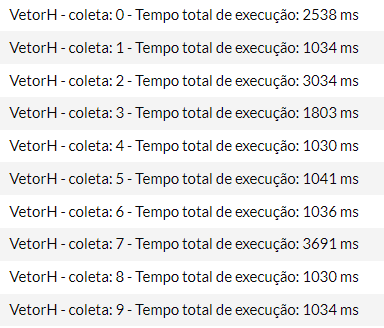 VetorH - coleta: 0 - Tempo total de execução: 2538 ms
VetorH - coleta: 1 - Tempo total de execução: 1034 ms
VetorH - coleta: 2 - Tempo total de execução: 3034 ms
VetorH - coleta: 3 - Tempo total de execução: 1803 ms
VetorH - coleta: 4 - Tempo total de execução: 1030 ms
VetorH - coleta: 5 - Tempo total de execução: 1041 ms
VetorH - coleta: 6 - Tempo total de execução: 1036 ms
VetorH - coleta: 7 - Tempo total de execução: 3691 ms
VetorH - coleta: 8 - Tempo total de execução: 1030 ms
VetorH - coleta: 9 - Tempo total de execução: 1034 ms